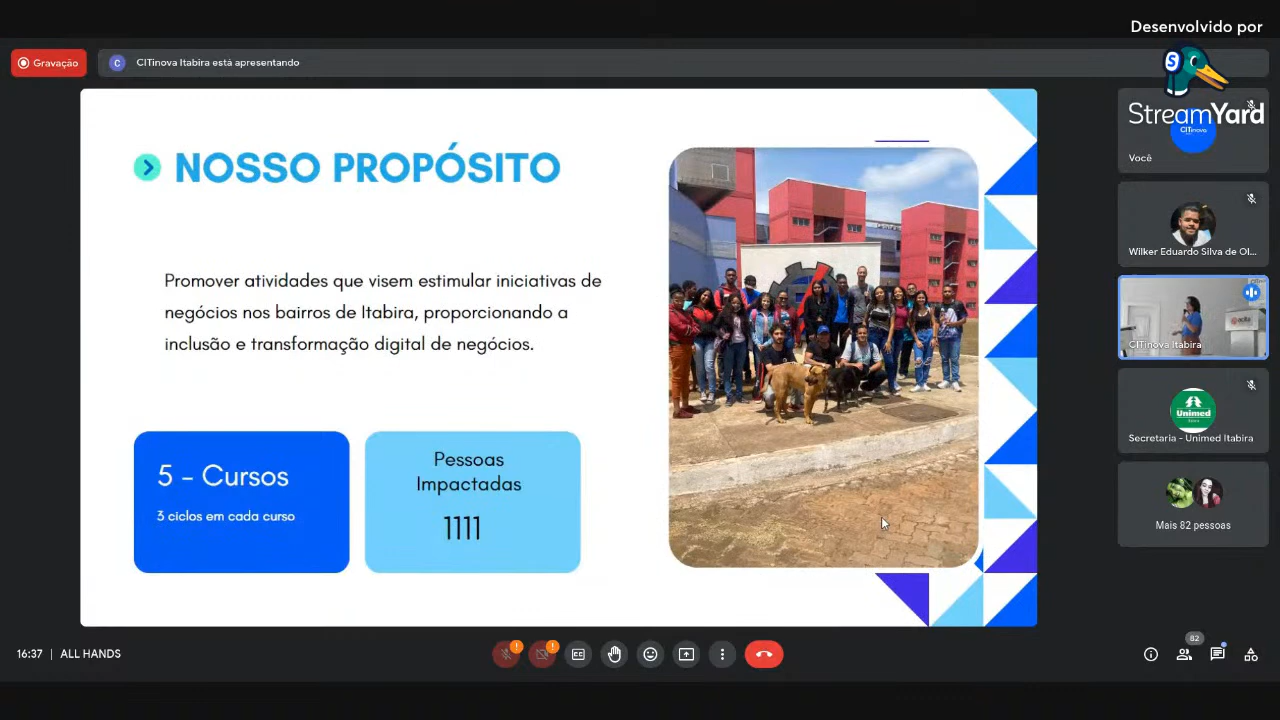 Desenvolvido por
Gravação
C
CITinova Itabira está apresentando
S
StreamYard
CITinova
Você
NOSSO PROPÓSITO
Wilker Eduardo Silva de Ol...
Promover atividades que visem estimular iniciativas de
negócios nos bairros de Itabira, proporcionando a
inclusão e transformação digital de negócios.
CITinova Itabira
Unimed
Secretaria - Unimed Itabira
5 - Cursos
3 ciclos em cada curso
Pessoas
Impactadas
1111
Mais 82 pessoas
16:37 | ALL HANDS
CC
82